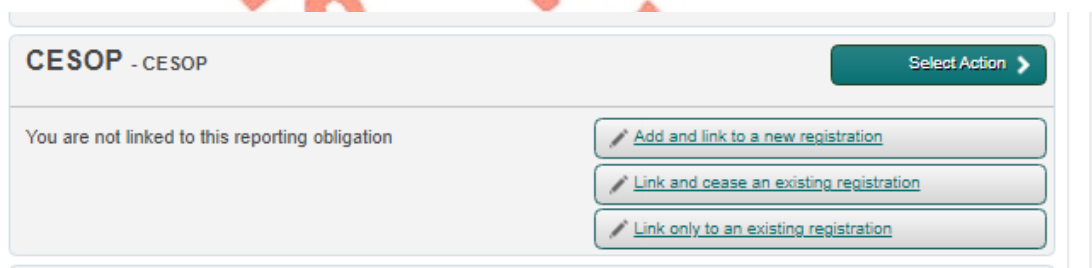 CESOP - CESOP
Select Action
You are not linked to this reporting obligation
Add and link to a new registration
Link and cease an existing registration
Link only to an existing registration